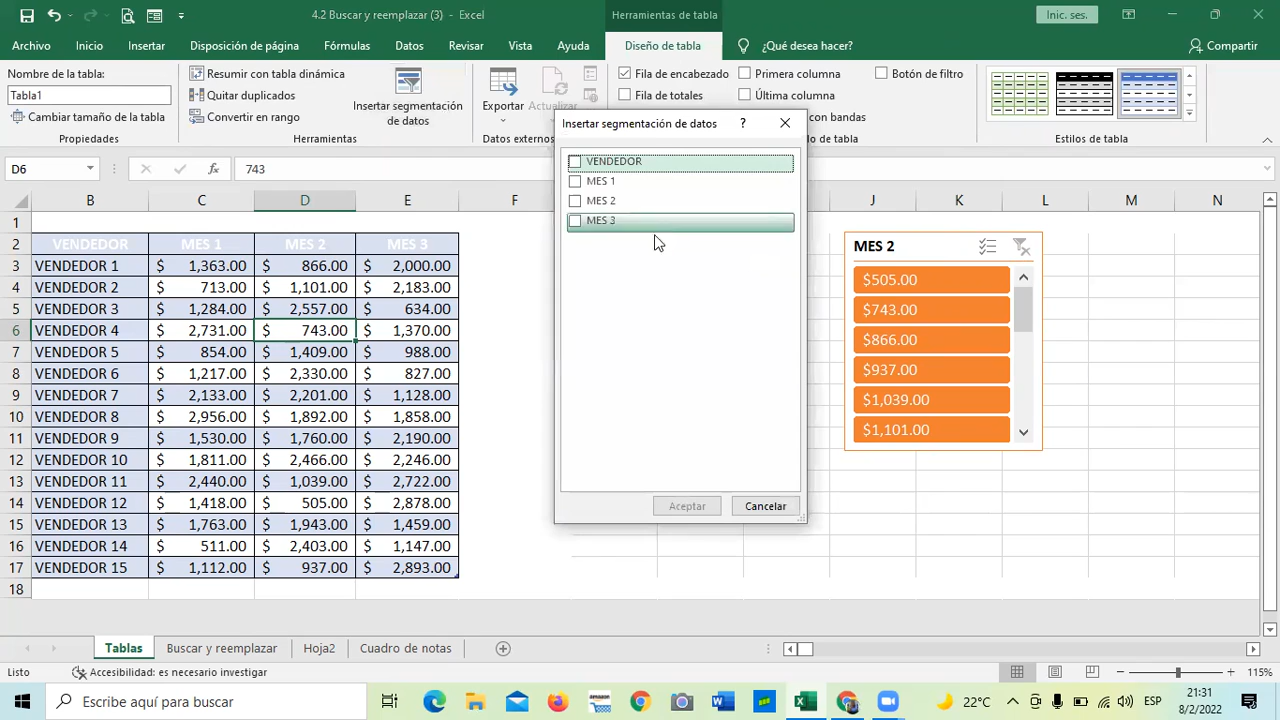 4.2 Buscar y reemplazar (3) - Excel
Herramientas de tabla
Inic. ses.
Archivo Inicio Insertar Disposición de página Fórmulas Datos Revisar Vista Ayuda Diseño de tabla ¿Qué desea hacer? Compartir
Nombre de la tabla:
Tabla1
Cambiar tamaño de la tabla
Propiedades
Resumir con tabla dinámica
Quitar duplicados
Convertir en rango
Insertar segmentación
de datos
Herramientas
Exportar
Actualizar
Datos externos
Fila de encabezado
Primera columna
Botón de filtro
Fila de totales
Última columna
con bandas
lo de tabla
Estilos de tabla
D6
743
Insertar segmentación de datos ?
VENDEDOR
MES 1
MES 2
MES 3
Aceptar Cancelar
B C D E F J K L M N
1
2 VENDEDOR MES 1 MES 2 MES 3
3 VENDEDOR 1 $ 1,363.00 $ 866.00 $ 2,000.00
4 VENDEDOR 2 $ 713.00 $ 1,101.00 $ 2,183.00
5 VENDEDOR 3 $ 1,284.00 $ 2,557.00 $ 634.00
6 VENDEDOR 4 $ 2,731.00 $ 743.00 $ 1,370.00
7 VENDEDOR 5 $ 854.00 $ 1,409.00 $ 988.00
8 VENDEDOR 6 $ 1,217.00 $ 2,330.00 $ 827.00
9 VENDEDOR 7 $ 2,133.00 $ 2,201.00 $ 1,128.00
10 VENDEDOR 8 $ 2,956.00 $ 1,892.00 $ 1,858.00
11 VENDEDOR 9 $ 1,530.00 $ 1,760.00 $ 2,190.00
12 VENDEDOR 10 $ 1,811.00 $ 2,466.00 $ 2,246.00
13 VENDEDOR 11 $ 2,440.00 $ 1,039.00 $ 2,722.00
14 VENDEDOR 12 $ 1,418.00 $ 505.00 $ 2,878.00
15 VENDEDOR 13 $ 1,763.00 $ 1,943.00 $ 1,459.00
16 VENDEDOR 14 $ 511.00 $ 2,403.00 $ 1,147.00
17 VENDEDOR 15 $ 1,112.00 $ 937.00 $ 2,893.00
18
MES 2
$505.00
$743.00
$866.00
$937.00
$1,039.00
$1,101.00
Tablas Buscar y reemplazar Hoja2 Cuadro de notas
Listo Accesibilidad: es necesario investigar 115%
Escribe aquí para buscar
22°C
ESP
21:31
8/2/2022